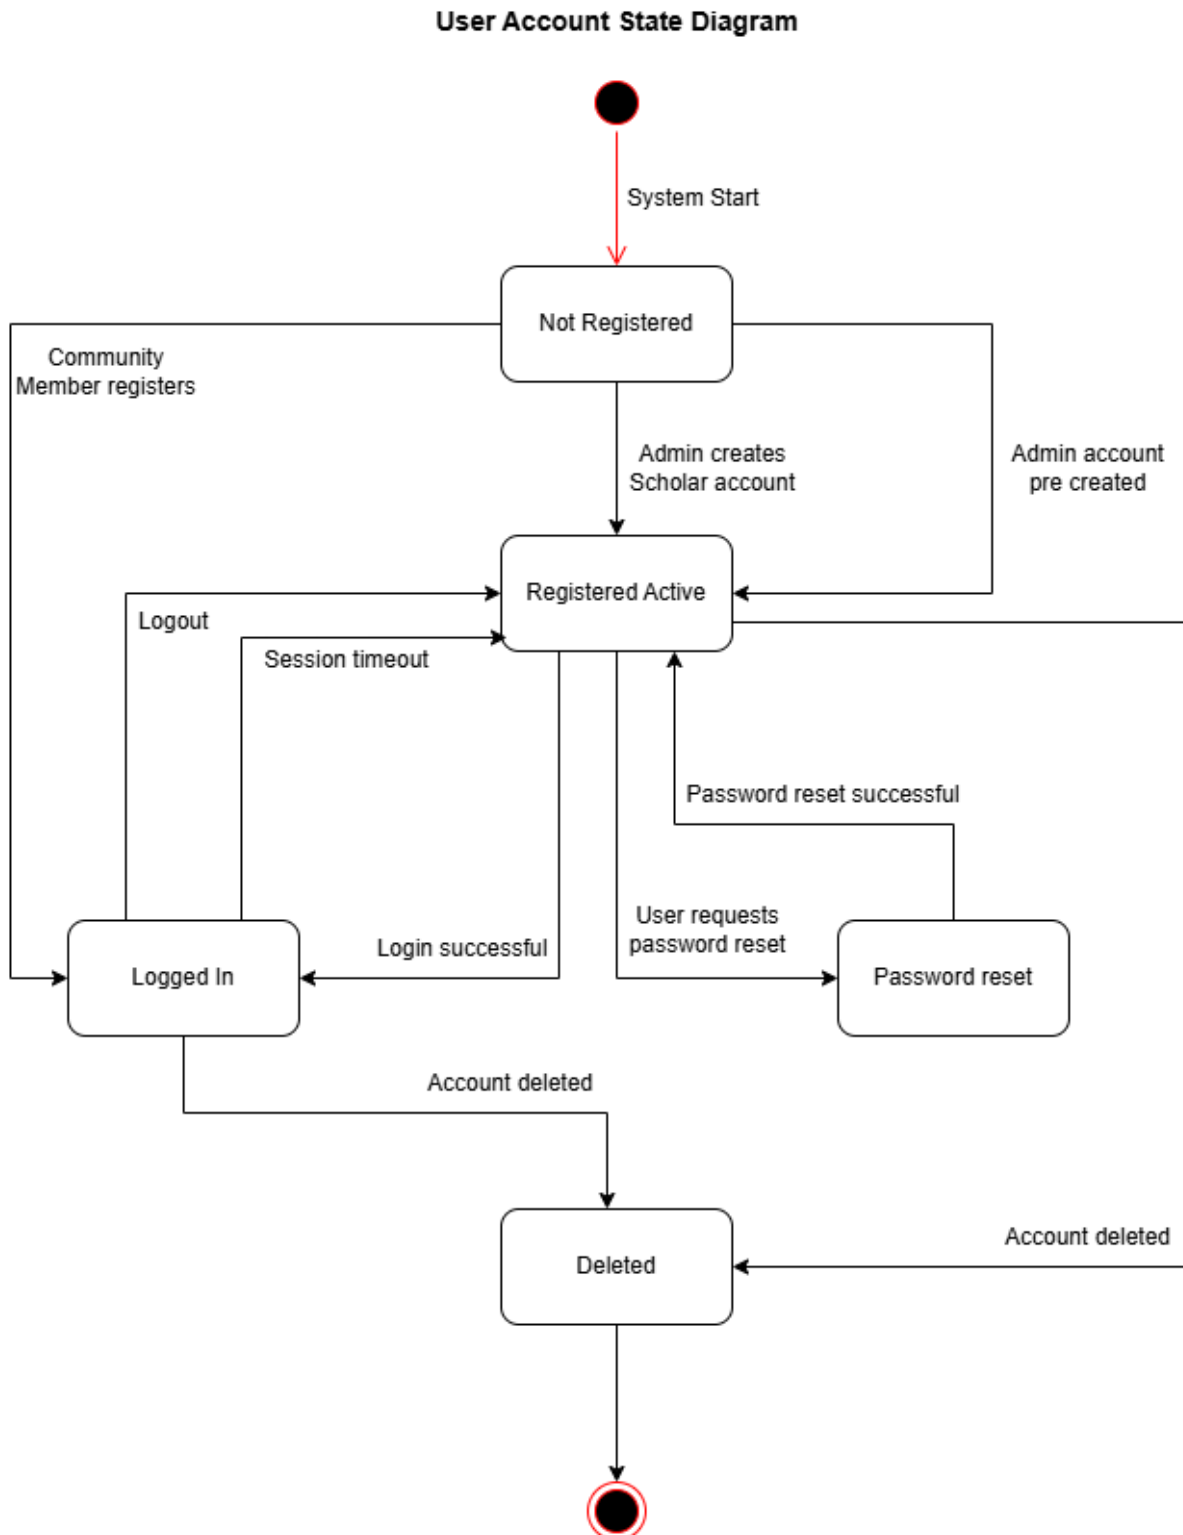 User Account State Diagram
System Start
Not Registered
Community
Member registers
Admin creates
Scholar account
Admin account
pre created
Registered Active
Logout
Session timeout
Password reset successful
User requests
password reset
Login successful
Logged In
Password reset
Account deleted
Account deleted
Deleted